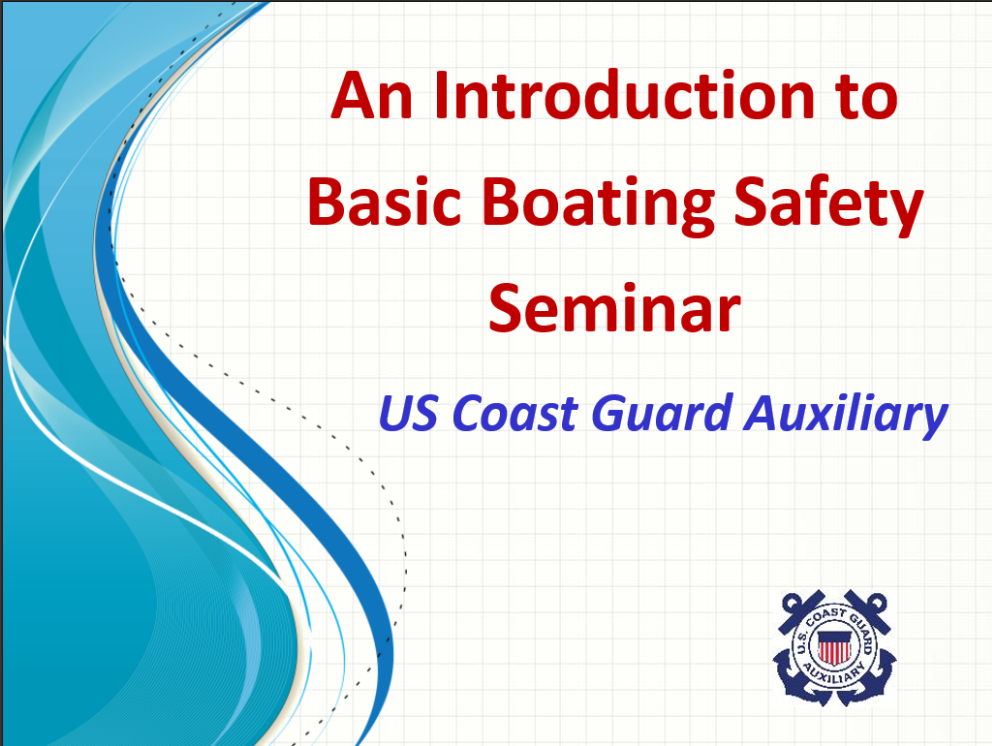 An Introduction to
Basic Boating Safety
Seminar
US Coast Guard Auxiliary
U.S. COAST GUARD
AUXILIARY